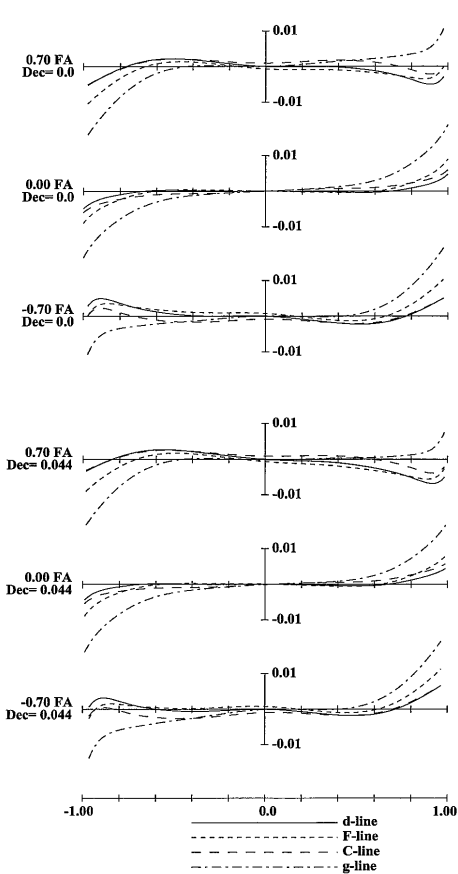 0.01
0.70 FA
Dec= 0.0
-0.01
0.01
0.00 FA
Dec= 0.0
-0.01
0.01
-0.70 FA
Dec= 0.0
-0.01
0.01
0.70 FA
Dec= 0.044
-0.01
0.01
0.00 FA
Dec= 0.044
-0.01
0.01
-0.70 FA
Dec= 0.044
-0.01
-1.00 0.0 1.00
d-line
F-line
C-line
g-line